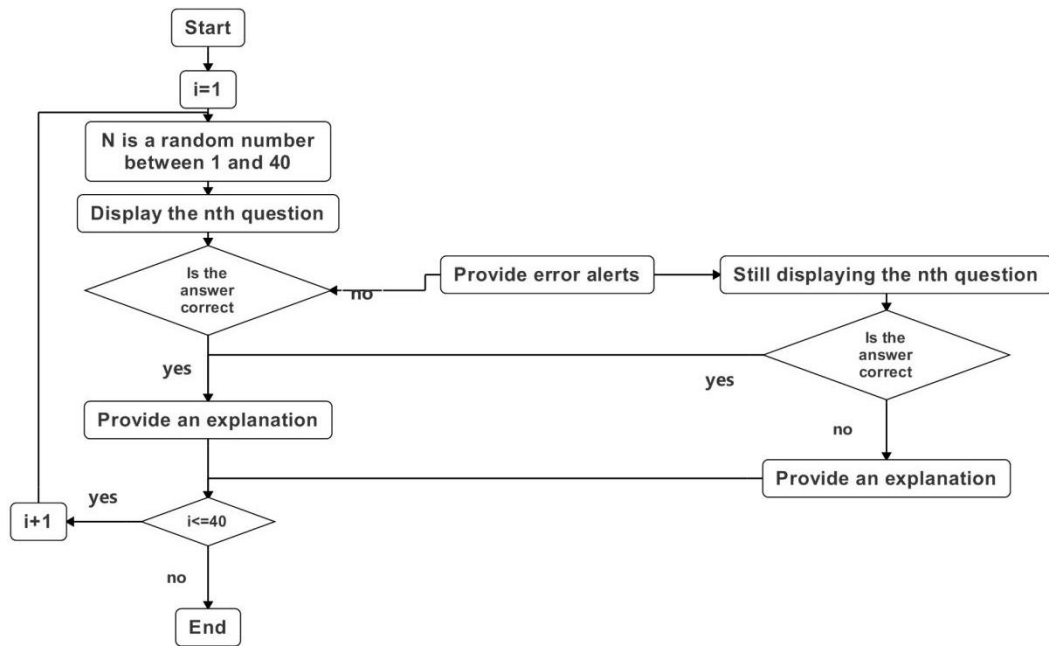 Start
i=1
N is a random number
between 1 and 40
Display the nth question
Is the
answer
correct
no
Provide error alerts
Still displaying the nth question
Is the
answer
correct
yes
yes
Provide an explanation
no
Provide an explanation
yes
i<=40
i+1
no
End